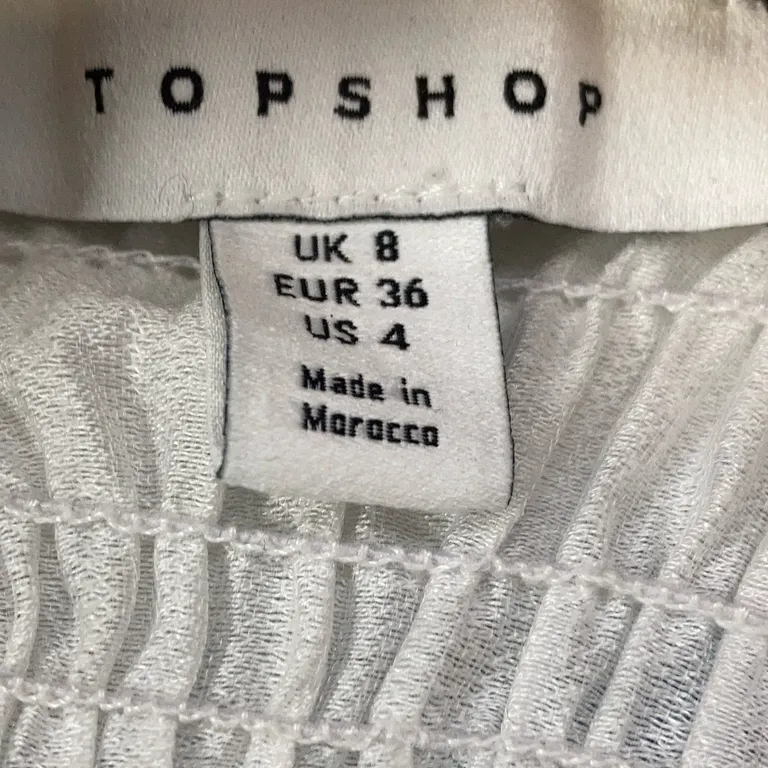 TOPSHOP
UK 8
EUR 36
US 4
Made in
Morocco